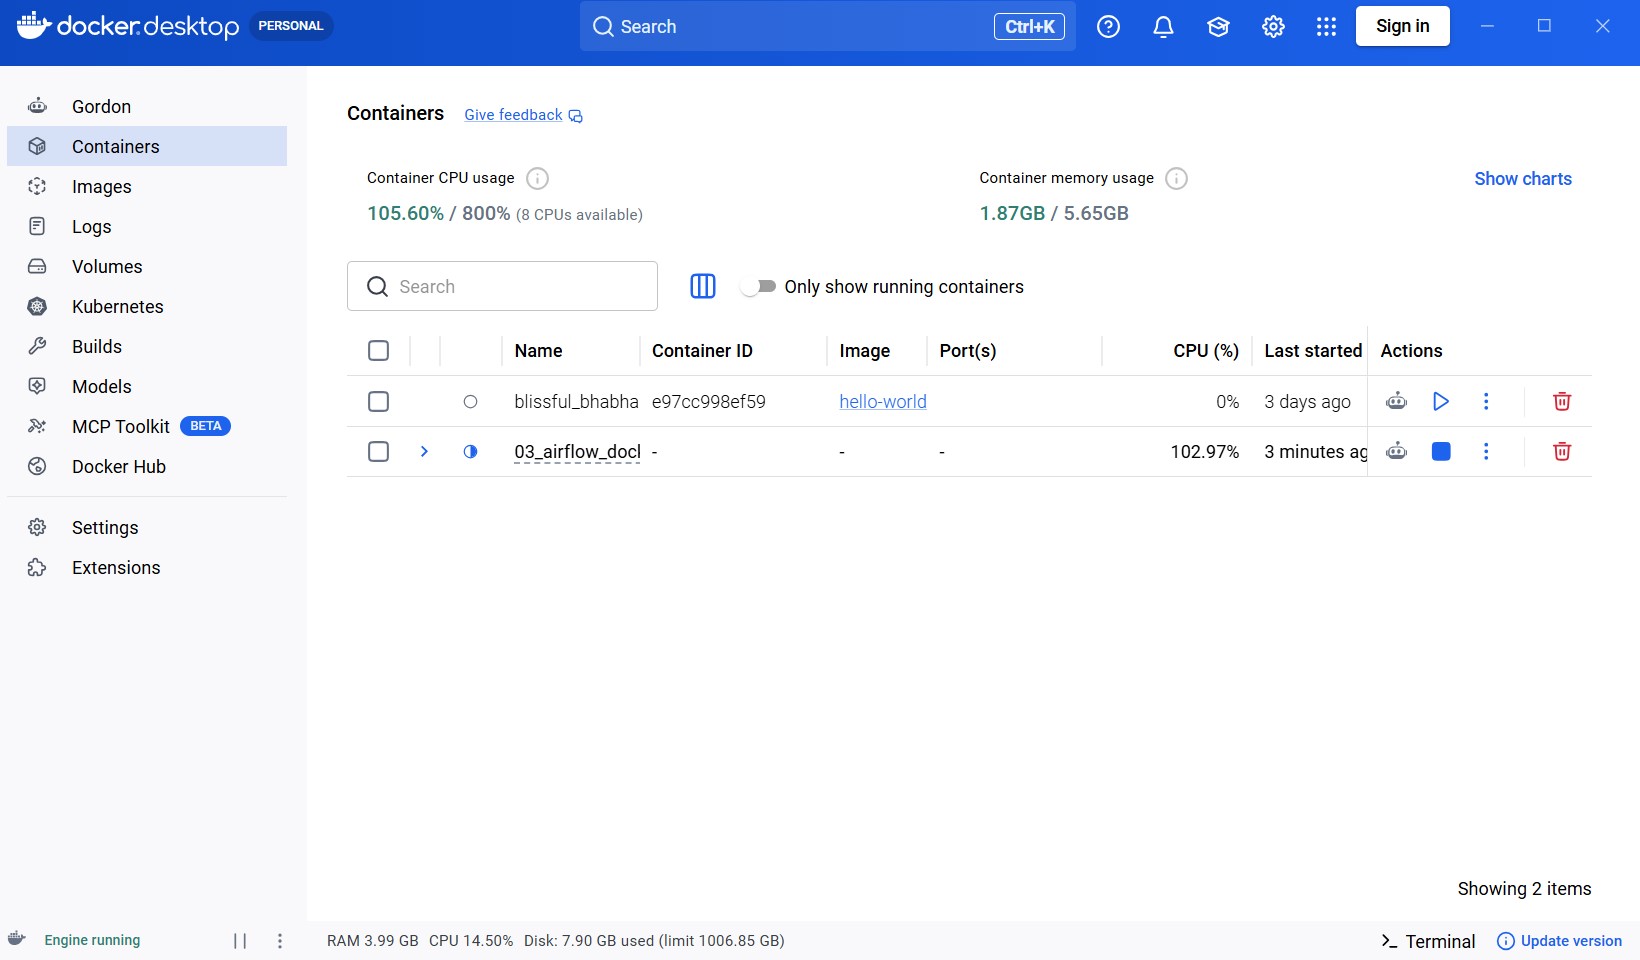 docker.desktop PERSONAL
Search Ctrl+K
Sign in
Gordon
Containers
Images
Logs
Volumes
Kubernetes
Builds
Models
MCP Toolkit BETA
Docker Hub
Settings
Extensions
Containers Give feedback
Container CPU usage
105.60% / 800% (8 CPUs available)
Container memory usage
1.87GB / 5.65GB
Show charts
Search
Only show running containers
Name Container ID Image Port(s) CPU (%) Last started Actions
blissful_bhabha e97cc998ef59 hello-world 0% 3 days ago
03_airflow_docl - - - 102.97% 3 minutes ag
Showing 2 items
Engine running
RAM 3.99 GB CPU 14.50% Disk: 7.90 GB used (limit 1006.85 GB)
Terminal
Update version